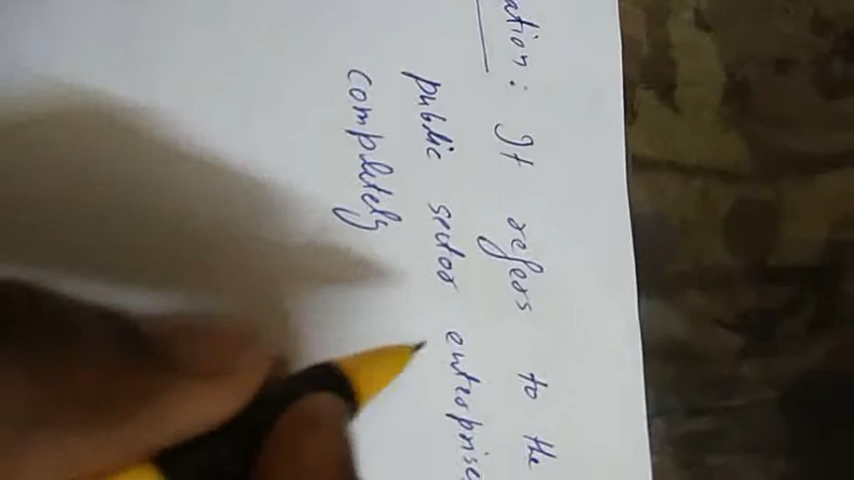 ation: It refers to the
public sector enterprise
completely